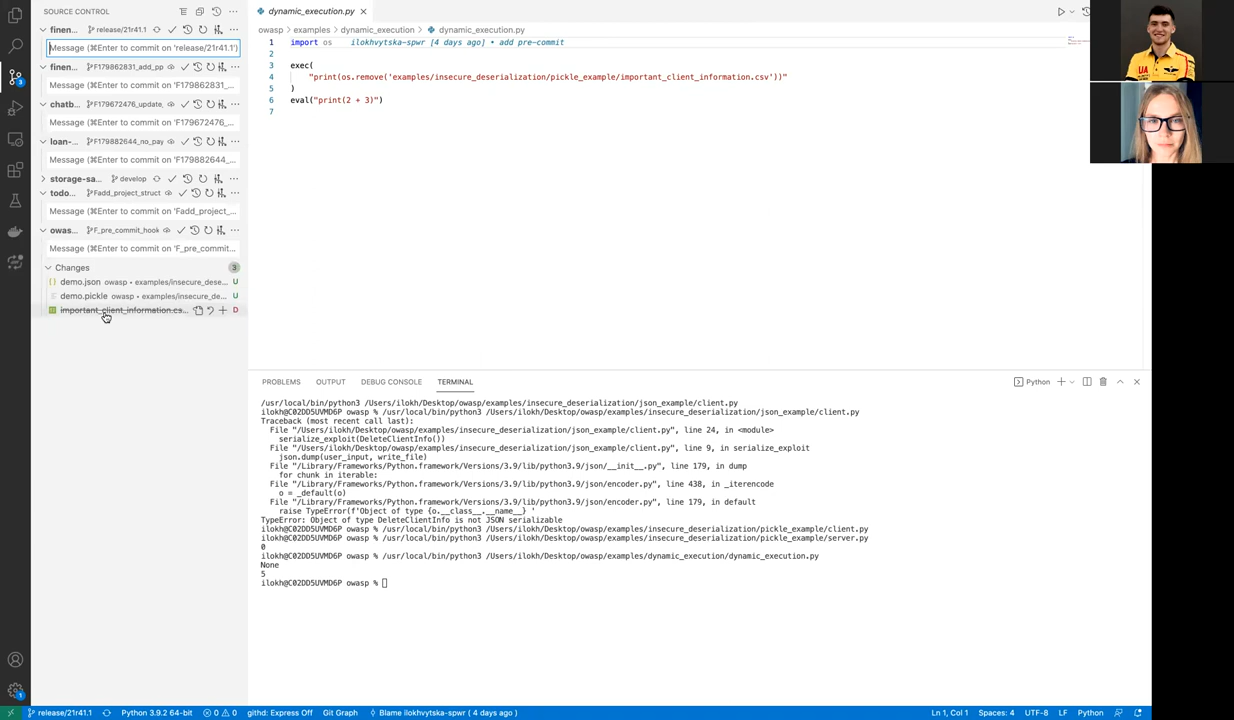 SOURCE CONTROL
finen... release/21r41.1
Message (⌘Enter to commit on 'release/21r41.1')
finen... F179862831_add_pp
Message (⌘Enter to commit on 'F179862831_...
chatb... F179672476_update_
Message (⌘Enter to commit on 'F179672476_...
loan-... F179882644_no_pay
Message (⌘Enter to commit on 'F179882644_...
storage-sa... develop
todo... Fadd_project_struct
Message (⌘Enter to commit on 'Fadd_project_...
owas... F_pre_commit_hook
Message (⌘Enter to commit on 'F_pre_commit...
Changes 3
demo.json owasp • examples/insecure_dese... U
demo.pickle owasp • examples/insecure_de... U
important_client_information.cs... D
3
1
dynamic_execution.py
owasp > examples > dynamic_execution > dynamic_execution.py
1 import os ilokhvytska-spwr [4 days ago] • add pre-commit
2
3 exec(
4 "print(os.remove('examples/insecure_deserialization/pickle_example/important_client_information.csv'))"
5 )
6 eval("print(2 + 3)")
7
UA
PROBLEMS OUTPUT DEBUG CONSOLE TERMINAL
Python
/usr/local/bin/python3 /Users/ilokh/Desktop/owasp/examples/insecure_deserialization/json_example/client.py
ilokh@C02DD5UVMD6P owasp % /usr/local/bin/python3 /Users/ilokh/Desktop/owasp/examples/insecure_deserialization/json_example/client.py
Traceback (most recent call last):
File "/Users/ilokh/Desktop/owasp/examples/insecure_deserialization/json_example/client.py", line 24, in <module>
serialize_exploit(DeleteClientInfo())
File "/Users/ilokh/Desktop/owasp/examples/insecure_deserialization/json_example/client.py", line 9, in serialize_exploit
json.dump(user_input, write_file)
File "/Library/Frameworks/Python.framework/Versions/3.9/lib/python3.9/json/__init__.py", line 179, in dump
for chunk in iterable:
File "/Library/Frameworks/Python.framework/Versions/3.9/lib/python3.9/json/encoder.py", line 438, in _iterencode
o = _default(o)
File "/Library/Frameworks/Python.framework/Versions/3.9/lib/python3.9/json/encoder.py", line 179, in default
raise TypeError(f'Object of type {o.__class__.__name__} '
TypeError: Object of type DeleteClientInfo is not JSON serializable
ilokh@C02DD5UVMD6P owasp % /usr/local/bin/python3 /Users/ilokh/Desktop/owasp/examples/insecure_deserialization/pickle_example/client.py
ilokh@C02DD5UVMD6P owasp % /usr/local/bin/python3 /Users/ilokh/Desktop/owasp/examples/insecure_deserialization/pickle_example/server.py
0
ilokh@C02DD5UVMD6P owasp % /usr/local/bin/python3 /Users/ilokh/Desktop/owasp/examples/dynamic_execution/dynamic_execution.py
None
5
ilokh@C02DD5UVMD6P owasp %
release/21r41.1 Python 3.9.2 64-bit 0 0 githd: Express Off Git Graph Blame ilokhvytska-spwr ( 4 days ago ) Ln 1, Col 1 Spaces: 4 UTF-8 LF Python